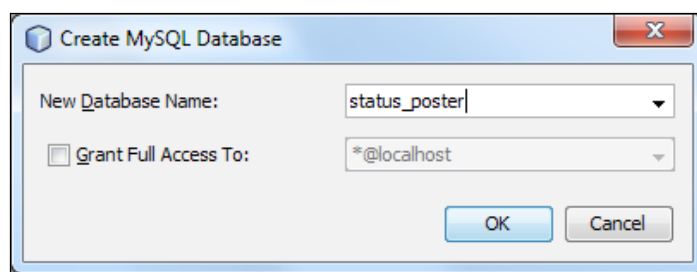 Create MySQL Database
New Database Name: status_poster
Grant Full Access To: *@localhost
OK Cancel